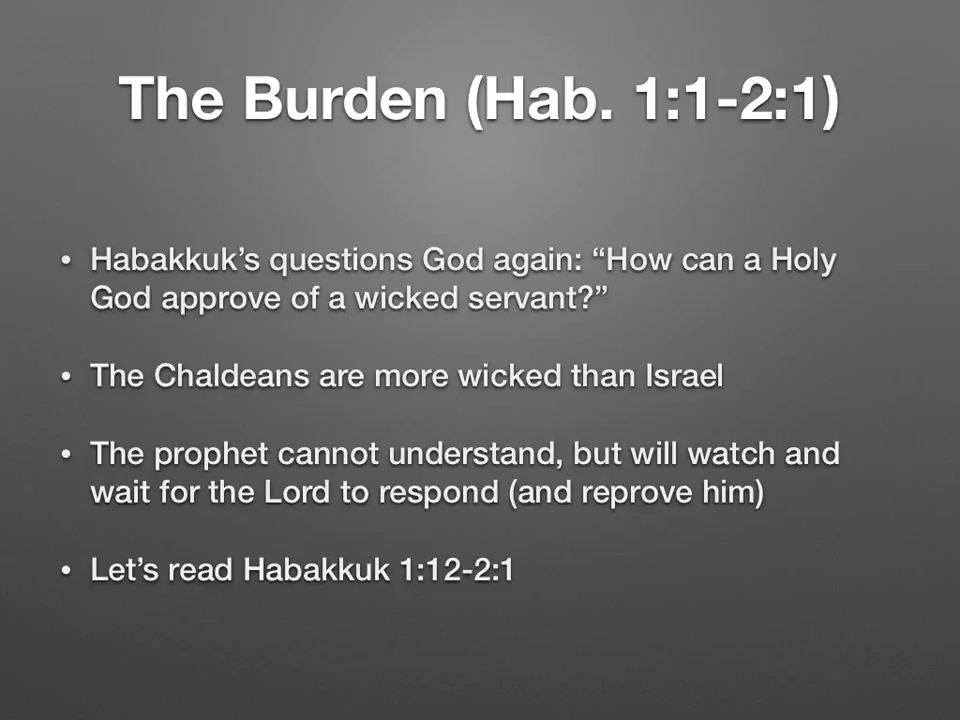 The Burden (Hab. 1:1-2:1)
• Habakkuk’s questions God again: “How can a Holy
God approve of a wicked servant?”
• The Chaldeans are more wicked than Israel
• The prophet cannot understand, but will watch and
wait for the Lord to respond (and reprove him)
• Let’s read Habakkuk 1:12-2:1